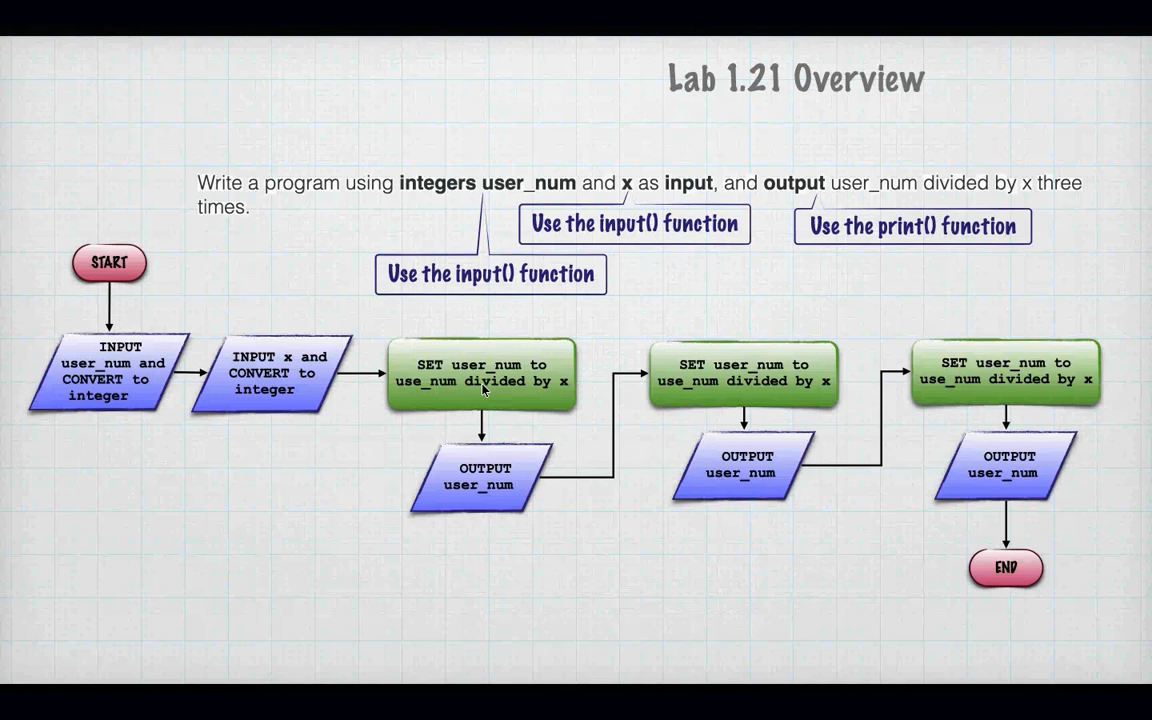 Lab 1.21 Overview
Write a program using integers user_num and x as input, and output user_num divided by x three
times.
Use the input() function
Use the print() function
Use the input() function
START
INPUT
user_num and
CONVERT to
integer
INPUT x and
CONVERT to
integer
SET user_num to
use_num divided by x
OUTPUT
user_num
SET user_num to
use_num divided by x
OUTPUT
user_num
SET user_num to
use_num divided by x
OUTPUT
user_num
END